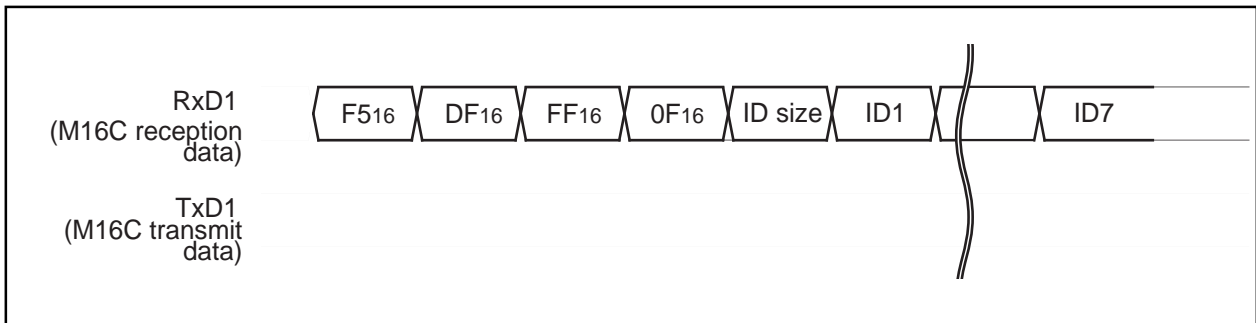 RxD1
(M16C reception
data)
F516 DF16 FF16 0F16 ID size ID1 ID7
TxD1
(M16C transmit
data)